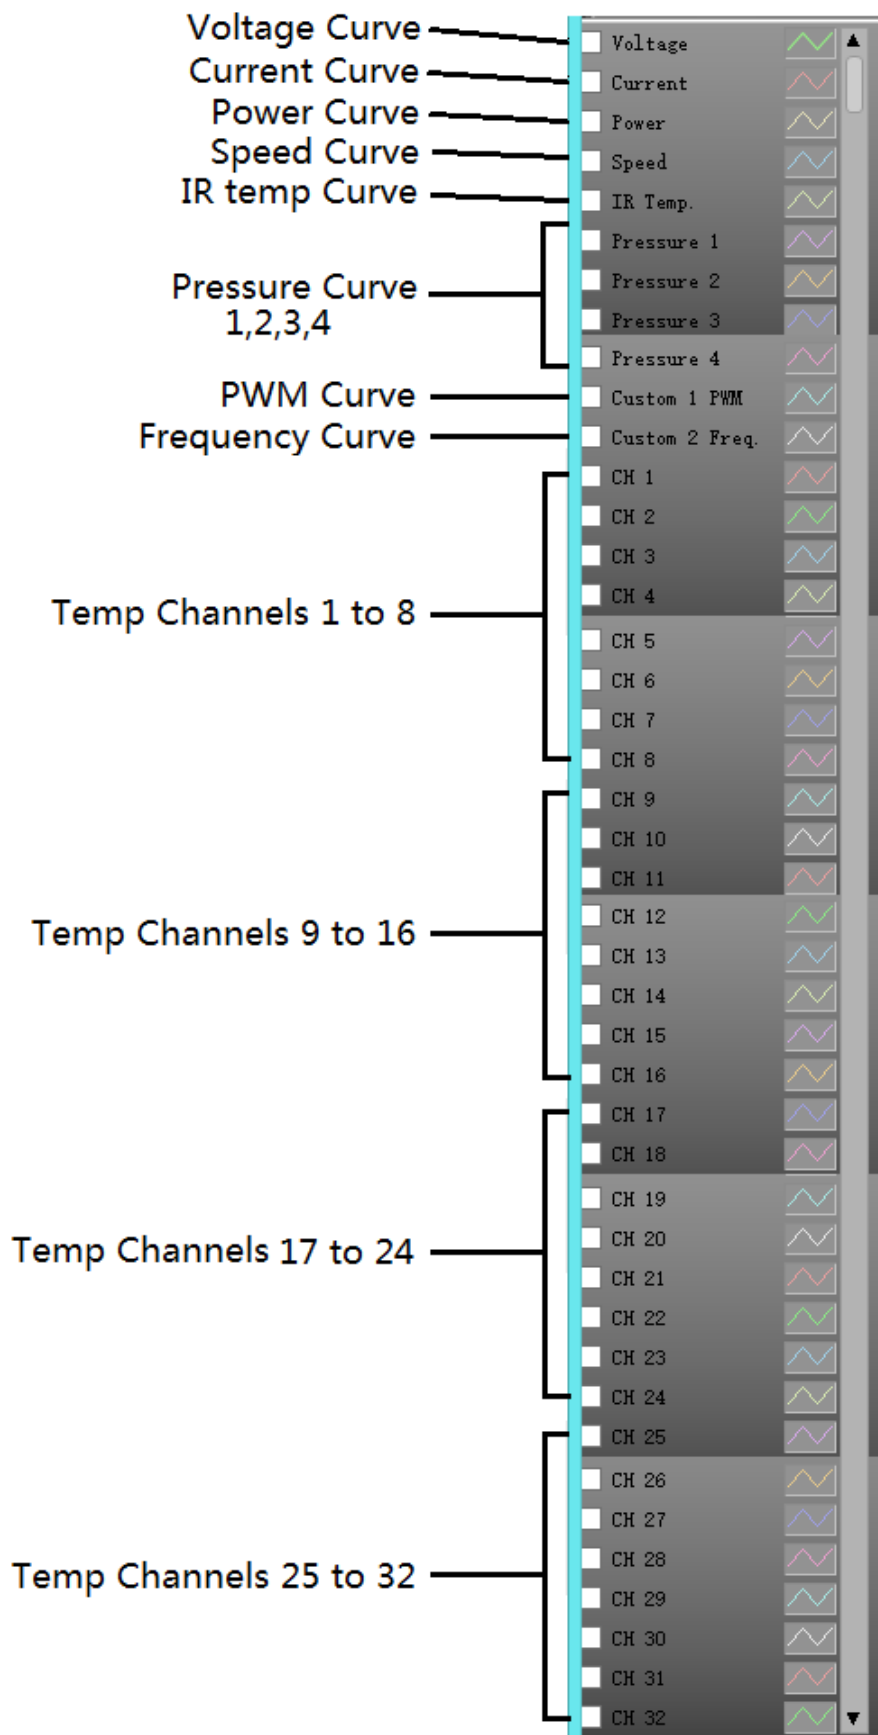 Voltage Curve
Current Curve
Power Curve
Speed Curve
IR temp Curve
Pressure Curve
1,2,3,4
PWM Curve
Frequency Curve
Temp Channels 1 to 8
Temp Channels 9 to 16
Temp Channels 17 to 24
Temp Channels 25 to 32
Voltage
Current
Power
Speed
IR Temp.
Pressure 1
Pressure 2
Pressure 3
Pressure 4
Custom 1 PWM
Custom 2 Freq.
CH 1
CH 2
CH 3
CH 4
CH 5
CH 6
CH 7
CH 8
CH 9
CH 10
CH 11
CH 12
CH 13
CH 14
CH 15
CH 16
CH 17
CH 18
CH 19
CH 20
CH 21
CH 22
CH 23
CH 24
CH 25
CH 26
CH 27
CH 28
CH 29
CH 30
CH 31
CH 32